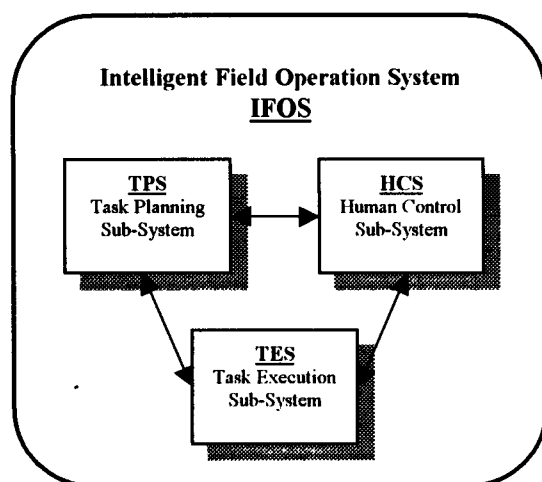 Intelligent Field Operation System
IFOS
TPS
Task Planning
Sub-System
HCS
Human Control
Sub-System
TES
Task Execution
Sub-System